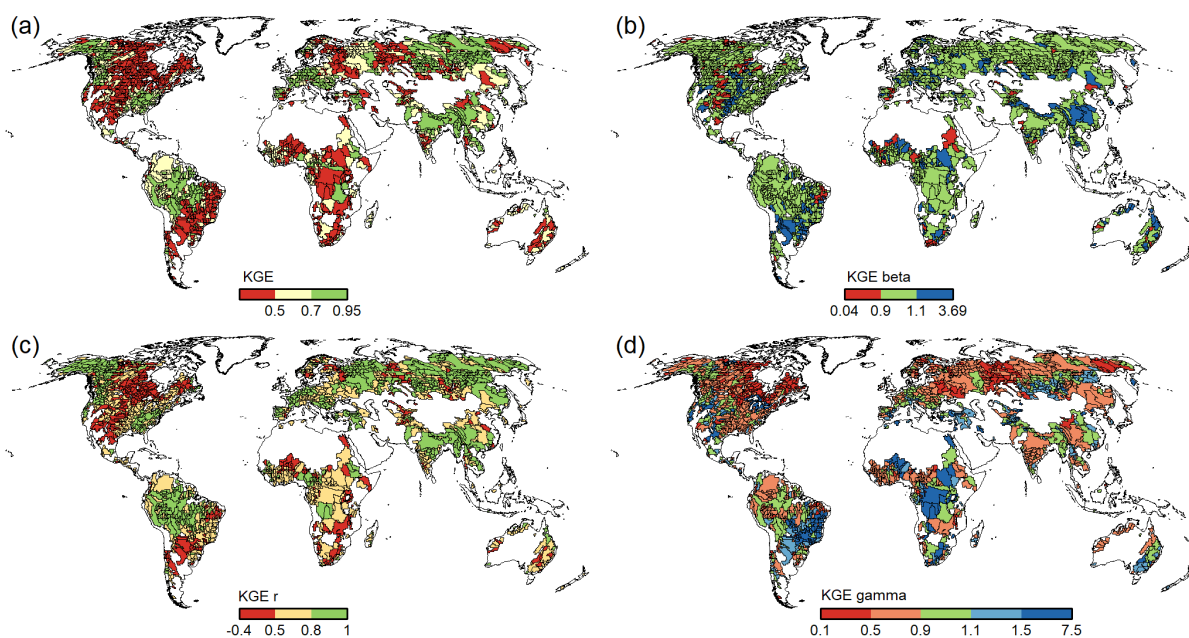 (a)
KGE
0.5 0.7 0.95
(b)
KGE beta
0.04 0.9 1.1 3.69
(c)
KGE r
-0.4 0.5 0.8 1
(d)
KGE gamma
0.1 0.5 0.9 1.1 1.5 7.5